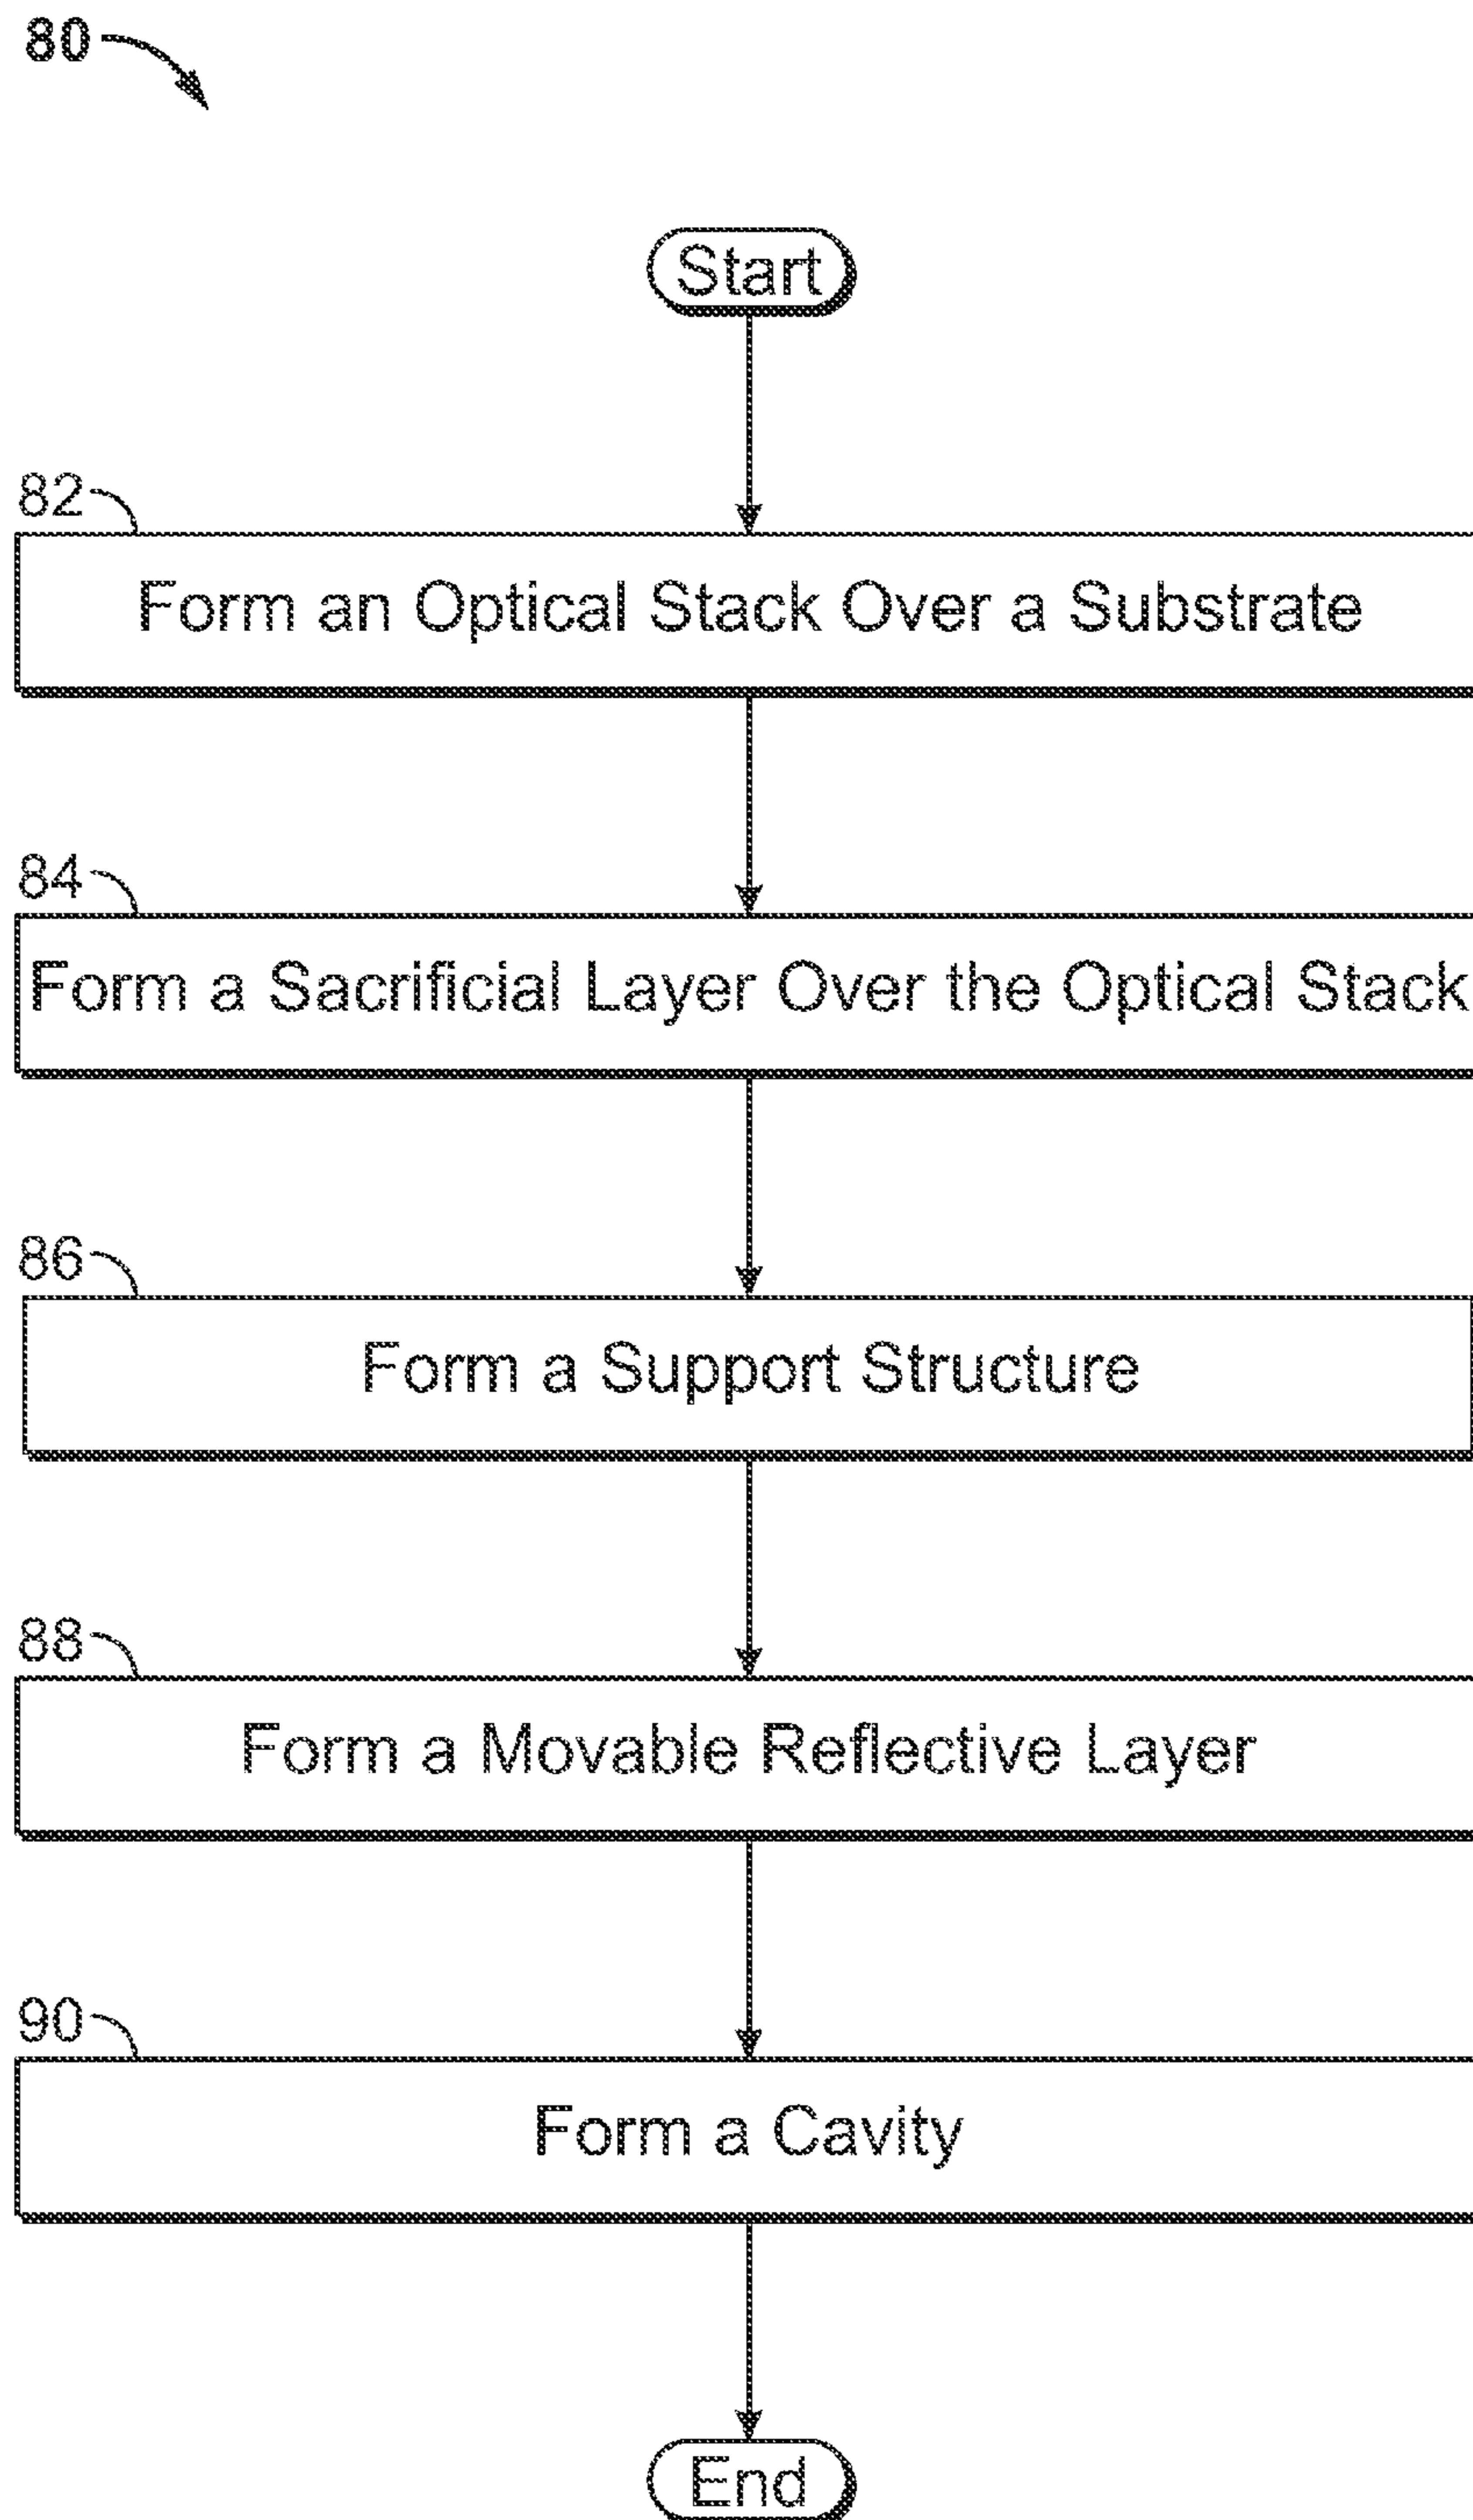 80
Start
82
Form an Optical Stack Over a Substrate
84
Form a Sacrificial Layer Over the Optical Stack
86
Form a Support Structure
88
Form a Movable Reflective Layer
90
Form a Cavity
End